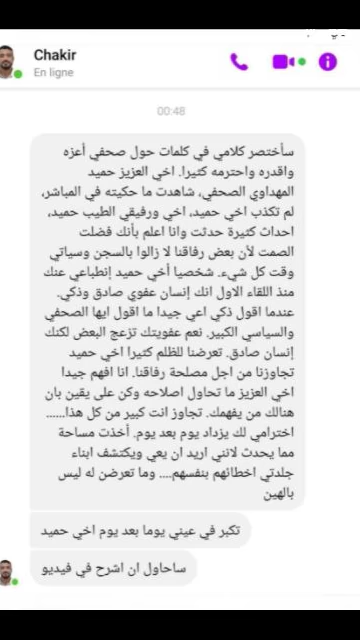 Chakir
En ligne
00:48
سأختصر كلامي في كلمات حول صحفي أعزه
واقدره واحترمه كثيرا. اخي العزيز حميد
المهداوي الصحفي، شاهدت ما حكيته في المباشر،
لم تكذب اخي حميد، اخي ورفيقي الطيب حميد،
احداث كثيرة حدثت وانا اعلم بأنك فضلت
الصمت لأن بعض رفاقنا لا زالوا بالسجن وسياتي
وقت كل شيء. شخصيا أخي حميد إنطباعي عنك
منذ اللقاء الاول انك إنسان عفوي صادق وذكي.
عندما اقول ذكي اعي جيدا ما اقول ايها الصحفي
والسياسي الكبير. نعم عفويتك تزعج البعض لكنك
إنسان صادق. تعرضنا للظلم كثيرا اخي حميد
تجاوزنا من اجل مصلحة رفاقنا. انا افهم جيدا
اخي العزيز ما تحاول اصلاحه وكن على يقين بان
هنالك من يفهمك. تجاوز انت كبير من كل هذا......
احترامي لك يزداد يوم بعد يوم. أخذت مساحة
مما يحدث لانني اريد ان يعي ويكتشف ابناء
جلدتي اخطائهم بنفسهم.... وما تعرضن له ليس
بالهين
تكبر في عيني يوما بعد يوم اخي حميد
ساحاول ان اشرح في فيديو